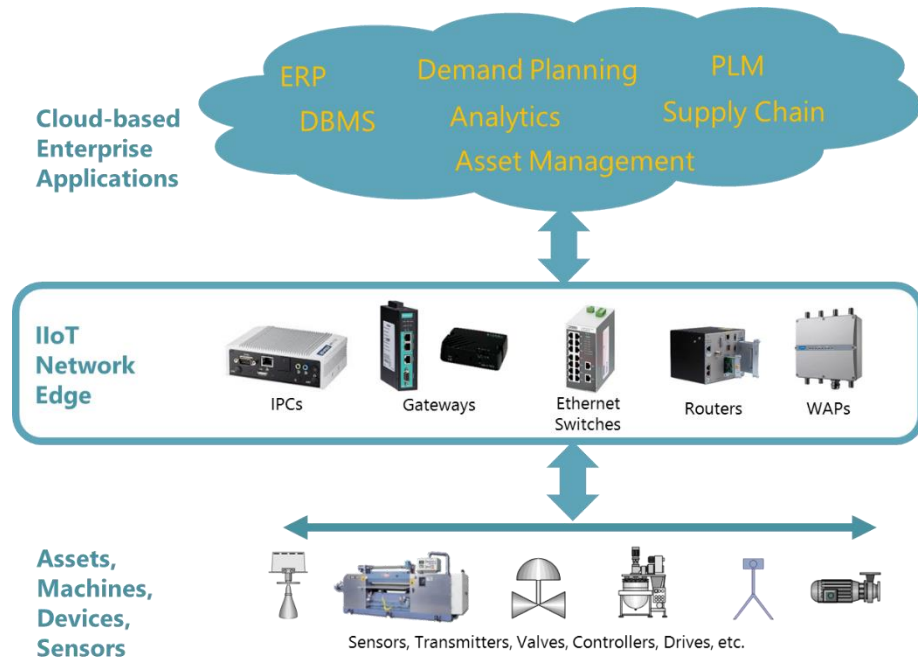 ERP
Demand Planning
PLM
DBMS
Analytics
Supply Chain
Asset Management
Cloud-based
Enterprise
Applications
IIoT
Network
Edge
IPCs
Gateways
Ethernet
Switches
Routers
WAPs
Assets,
Machines,
Devices,
Sensors
Sensors, Transmitters, Valves, Controllers, Drives, etc.